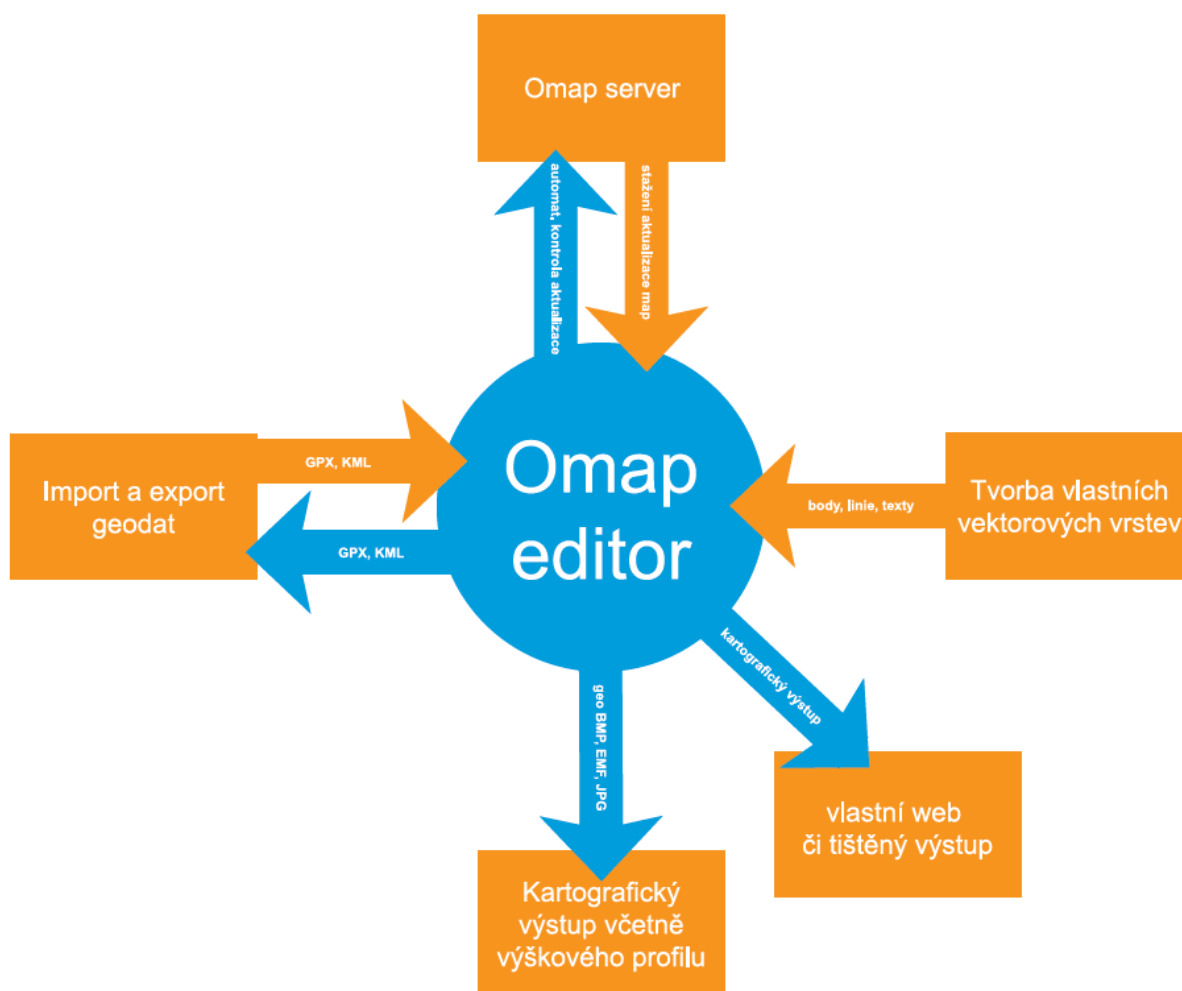 Omap server
automat, kontrola aktualizace
stažení aktualizace map
Import a export
geodat
GPX, KML
GPX, KML
Omap
editor
body, linie, texty
Tvorba vlastních
vektorových vrstev
kartografický výstup
geo BMP, EMF, JPG
vlastní web
či tištěný výstup
Kartografický
výstup včetně
výškového profilu